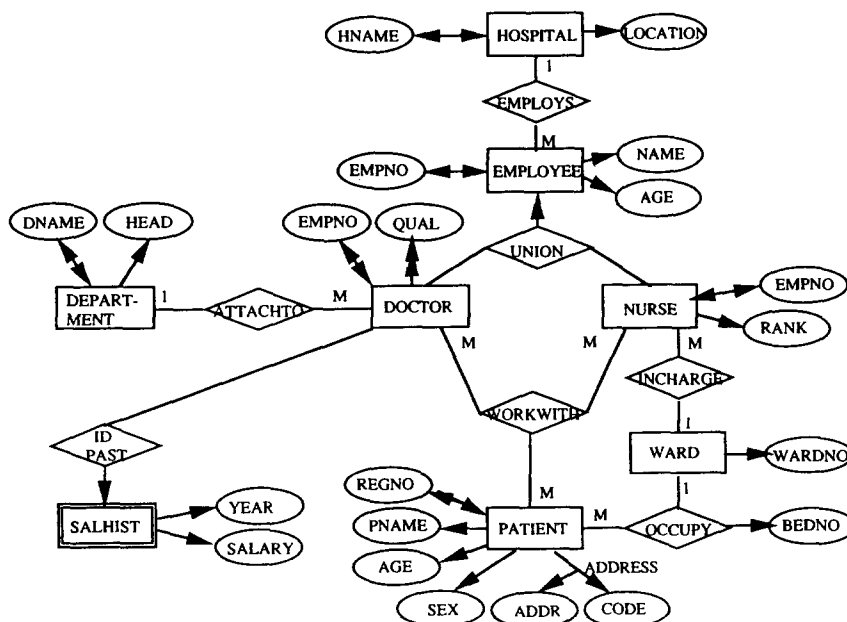 HNAME
HOSPITAL
LOCATION
1
EMPLOYS
M
EMPNO
EMPLOYEE
NAME
AGE
DNAME
HEAD
EMPNO
QUAL
UNION
DEPART-
MENT
1
ATTACHTO
M
DOCTOR
NURSE
EMPNO
RANK
M
M
M
INCHARGE
WORKWITH
ID
PAST
1
WARD
WARDNO
1
SALHIST
YEAR
SALARY
REGNO
PNAME
AGE
M
PATIENT
M
OCCUPY
BEDNO
ADDRESS
SEX
ADDR
CODE